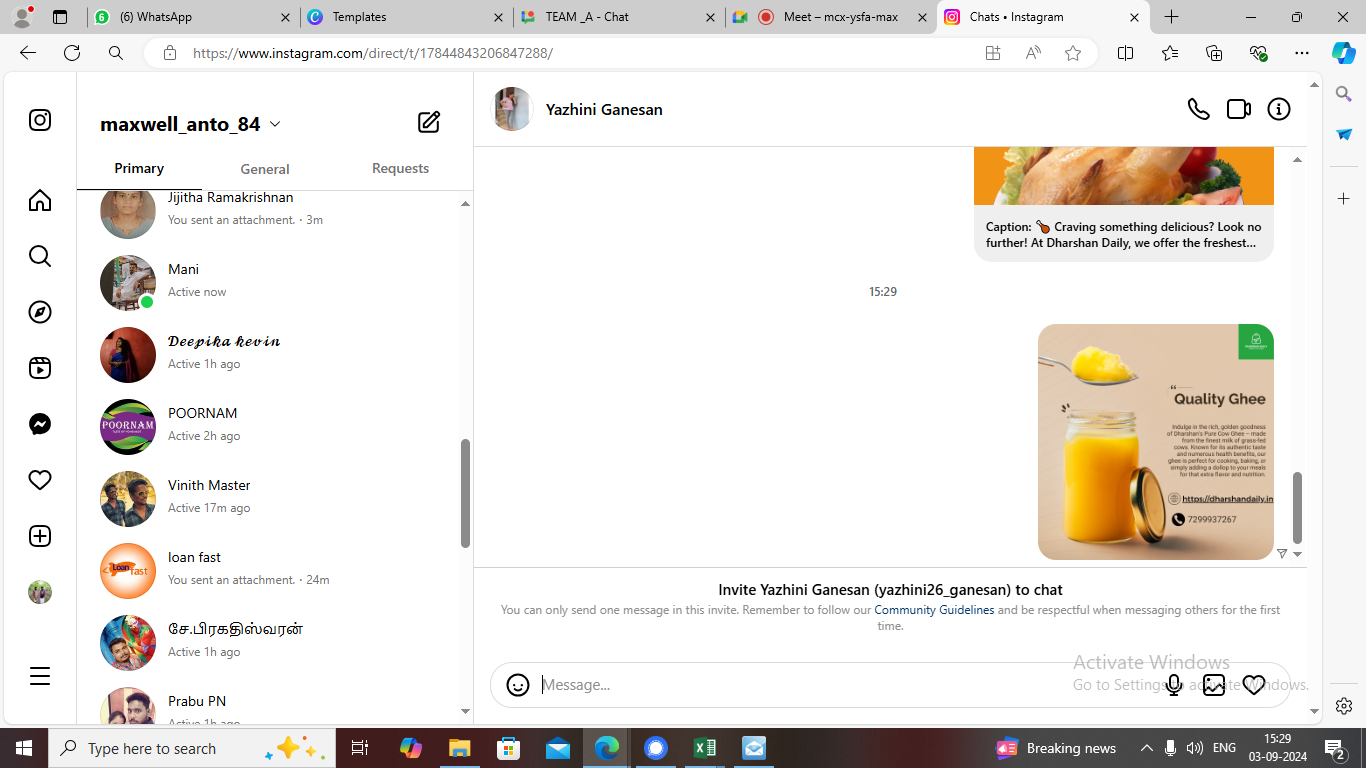 (6) WhatsApp
Templates
TEAM _A - Chat
Meet – mcx-ysfa-max
Chats • Instagram
https://www.instagram.com/direct/t/17844843206847288/
maxwell_anto_84
Primary
General
Requests
Jijitha Ramakrishnan
You sent an attachment. · 3m
Mani
Active now
𝓓𝓮𝓮𝓹𝓲𝓴𝓪 𝓴𝓮𝓿𝓲𝓷
Active 1h ago
POORNAM
POORNAM
Active 2h ago
Vinith Master
Active 17m ago
loan fast
Loan fast
You sent an attachment. · 24m
சே.பிரகதிஸ்வரன்
Active 1h ago
Prabu PN
Active 1h ago
Yazhini Ganesan
Caption: 🍗 Craving something delicious? Look no
further! At Dharshan Daily, we offer the freshest...
15:29
Quality Ghee
Indulge in the rich, golden goodness
of Dharshan's Pure Cow Ghee – made
from the finest milk of grass-fed
cows. Known for its authentic taste
and numerous health benefits, our
ghee is perfect for cooking, baking, or
simply adding a dollop to your meals
for that extra flavor and nutrition.
https://dharshandaily.in
7299937267
Invite Yazhini Ganesan (yazhini26_ganesan) to chat
You can only send one message in this invite. Remember to follow our Community Guidelines and be respectful when messaging others for the first
time.
Message...
Activate Windows
Go to Settings to activate Windows.
Type here to search
Breaking news
ENG
15:29
03-09-2024
2